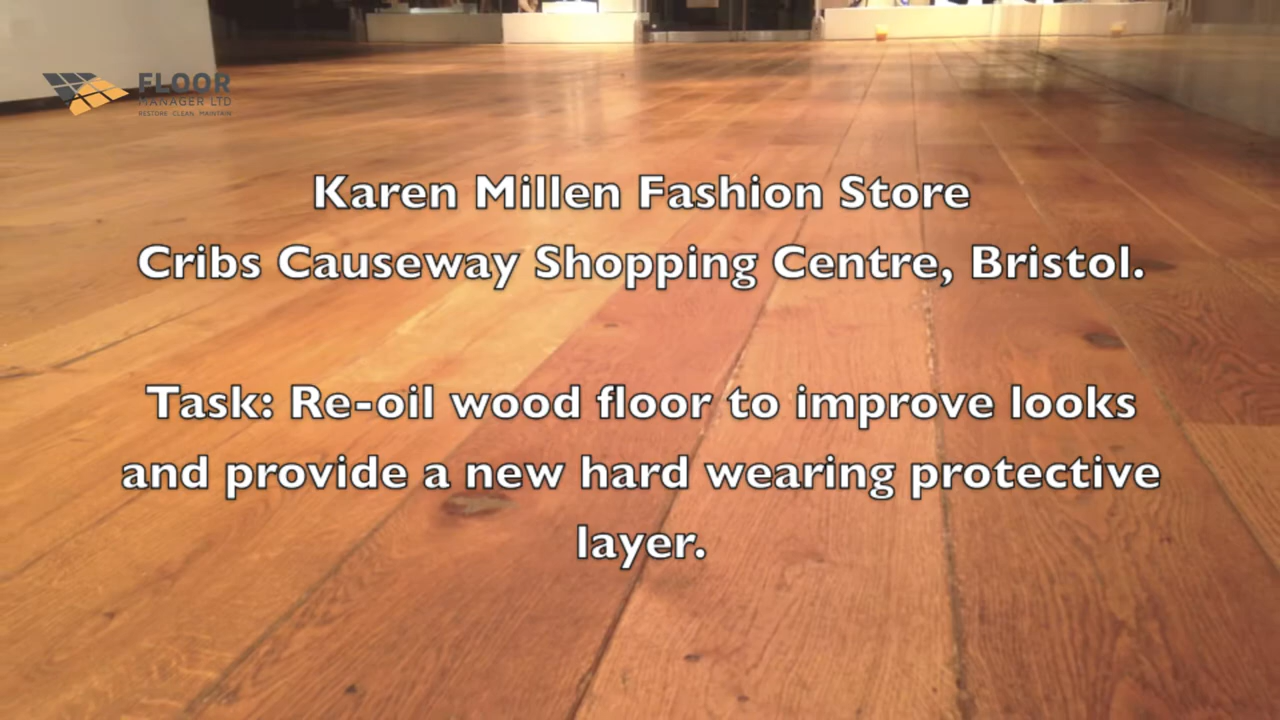 FLOOR
MANAGER LTD
RESTORE · CLEAN · MAINTAIN
Karen Millen Fashion Store
Cribs Causeway Shopping Centre, Bristol.
Task: Re-oil wood floor to improve looks
and provide a new hard wearing protective
layer.